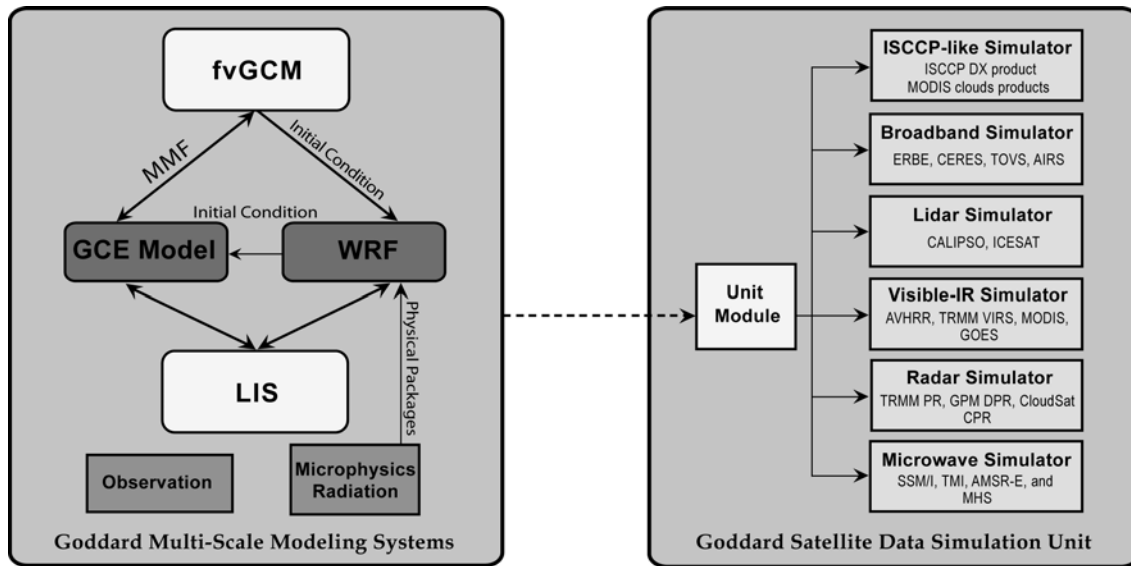 fvGCM
MMF
Initial Condition
Initial Condition
GCE Model
WRF
Physical Packages
LIS
Observation
Microphysics
Radiation
Goddard Multi-Scale Modeling Systems
Unit
Module
ISCCP-like Simulator
ISCCP DX product
MODIS clouds products
Broadband Simulator
ERBE, CERES, TOVS, AIRS
Lidar Simulator
CALIPSO, ICESAT
Visible-IR Simulator
AVHRR, TRMM VIRS, MODIS,
GOES
Radar Simulator
TRMM PR, GPM DPR, CloudSat
CPR
Microwave Simulator
SSM/I, TMI, AMSR-E, and
MHS
Goddard Satellite Data Simulation Unit